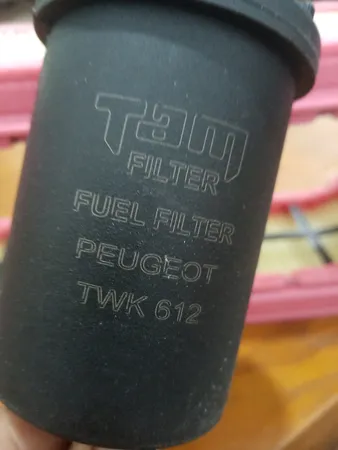 Tam
FILTER
FUEL FILTER
PEUGEOT
TWK 612